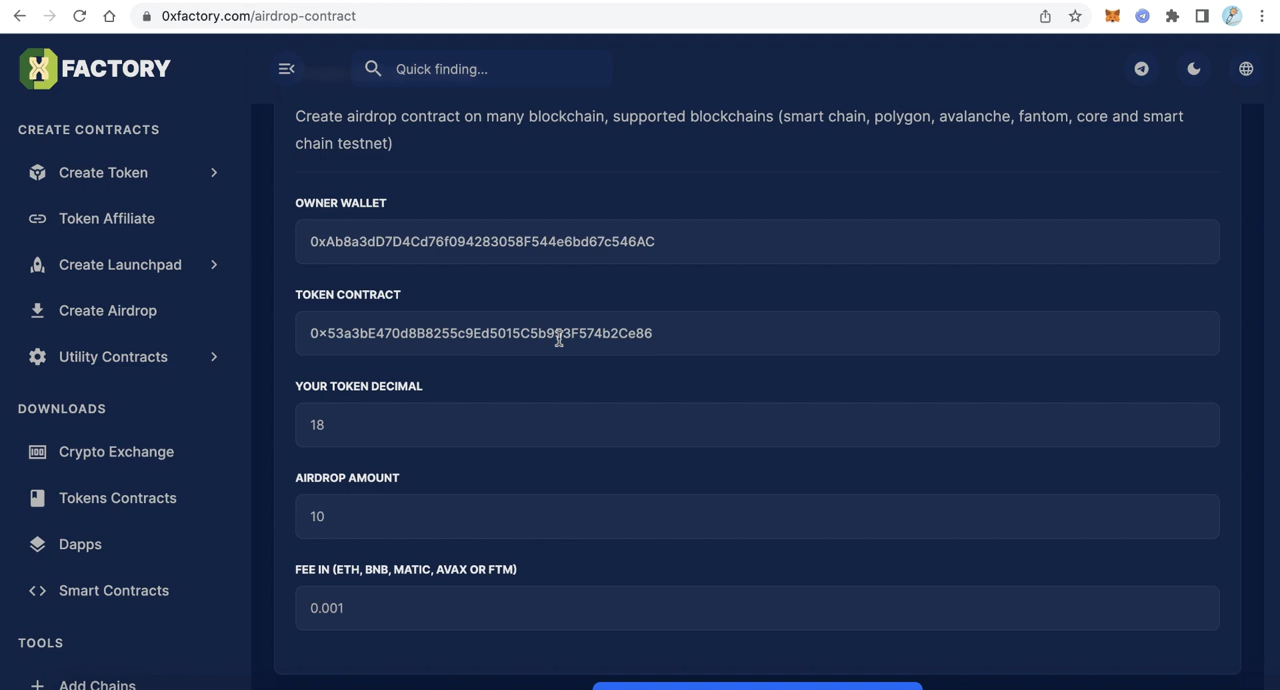 0xfactory.com/airdrop-contract
X FACTORY
Quick finding...
CREATE CONTRACTS
Create Token
Token Affiliate
Create Launchpad
Create Airdrop
Utility Contracts
DOWNLOADS
Crypto Exchange
Tokens Contracts
Dapps
Smart Contracts
TOOLS
Add Chains
Create airdrop contract on many blockchain, supported blockchains (smart chain, polygon, avalanche, fantom, core and smart
chain testnet)
OWNER WALLET
0xAb8a3dD7D4Cd76f094283058F544e6bd67c546AC
TOKEN CONTRACT
0x53a3bE470d8B8255c9Ed5015C5b993F574b2Ce86
YOUR TOKEN DECIMAL
18
AIRDROP AMOUNT
10
FEE IN (ETH, BNB, MATIC, AVAX OR FTM)
0.001